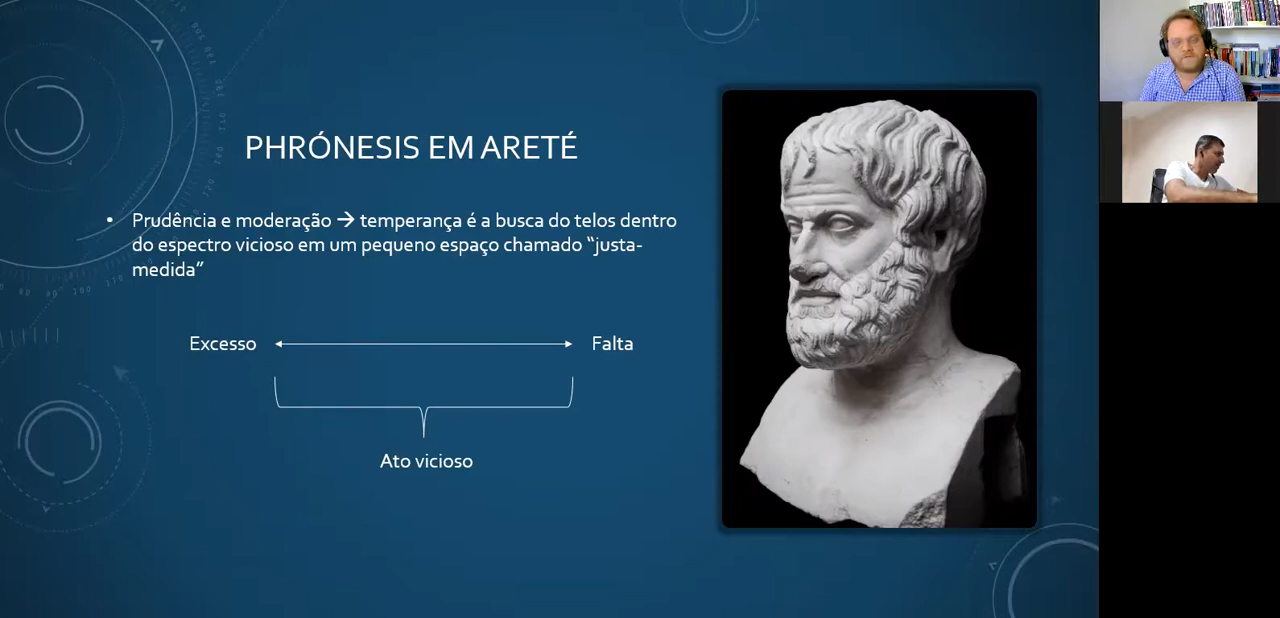 PHRÓNESIS EM ARETÉ
• Prudência e moderação → temperança é a busca do telos dentro
do espectro vicioso em um pequeno espaço chamado “justa-
medida”
Excesso
Falta
Ato vicioso